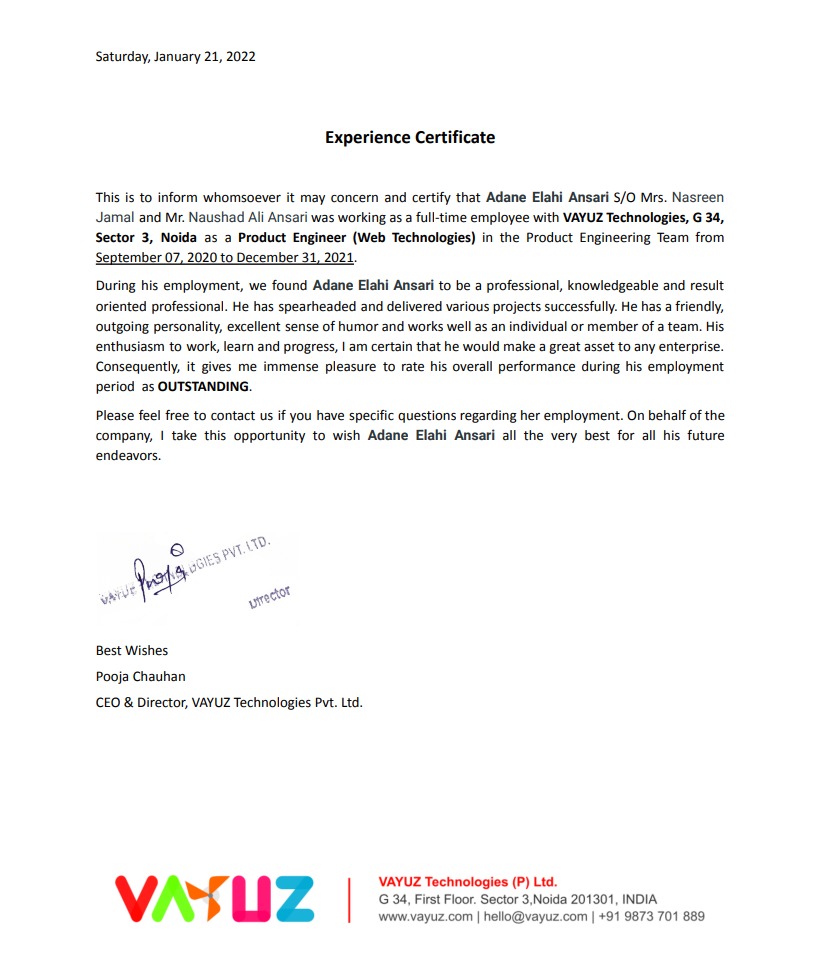 Saturday, January 21, 2022
Experience Certificate
This is to inform whomsoever it may concern and certify that Adane Elahi Ansari S/O Mrs. Nasreen
Jamal and Mr. Naushad Ali Ansari was working as a full-time employee with VAYUZ Technologies, G 34,
Sector 3, Noida as a Product Engineer (Web Technologies) in the Product Engineering Team from
September 07, 2020 to December 31, 2021.
During his employment, we found Adane Elahi Ansari to be a professional, knowledgeable and result
oriented professional. He has spearheaded and delivered various projects successfully. He has a friendly,
outgoing personality, excellent sense of humor and works well as an individual or member of a team. His
enthusiasm to work, learn and progress, I am certain that he would make a great asset to any enterprise.
Consequently, it gives me immense pleasure to rate his overall performance during his employment
period as OUTSTANDING.
Please feel free to contact us if you have specific questions regarding her employment. On behalf of the
company, I take this opportunity to wish Adane Elahi Ansari all the very best for all his future
endeavors.
PVT. LTD.
Pooja
Director
Best Wishes
Pooja Chauhan
CEO & Director, VAYUZ Technologies Pvt. Ltd.
VAYUZ
VAYUZ Technologies (P) Ltd.
G 34, First Floor. Sector 3,Noida 201301, INDIA
www.vayuz.com | hello@vayuz.com | +91 9873 701 889